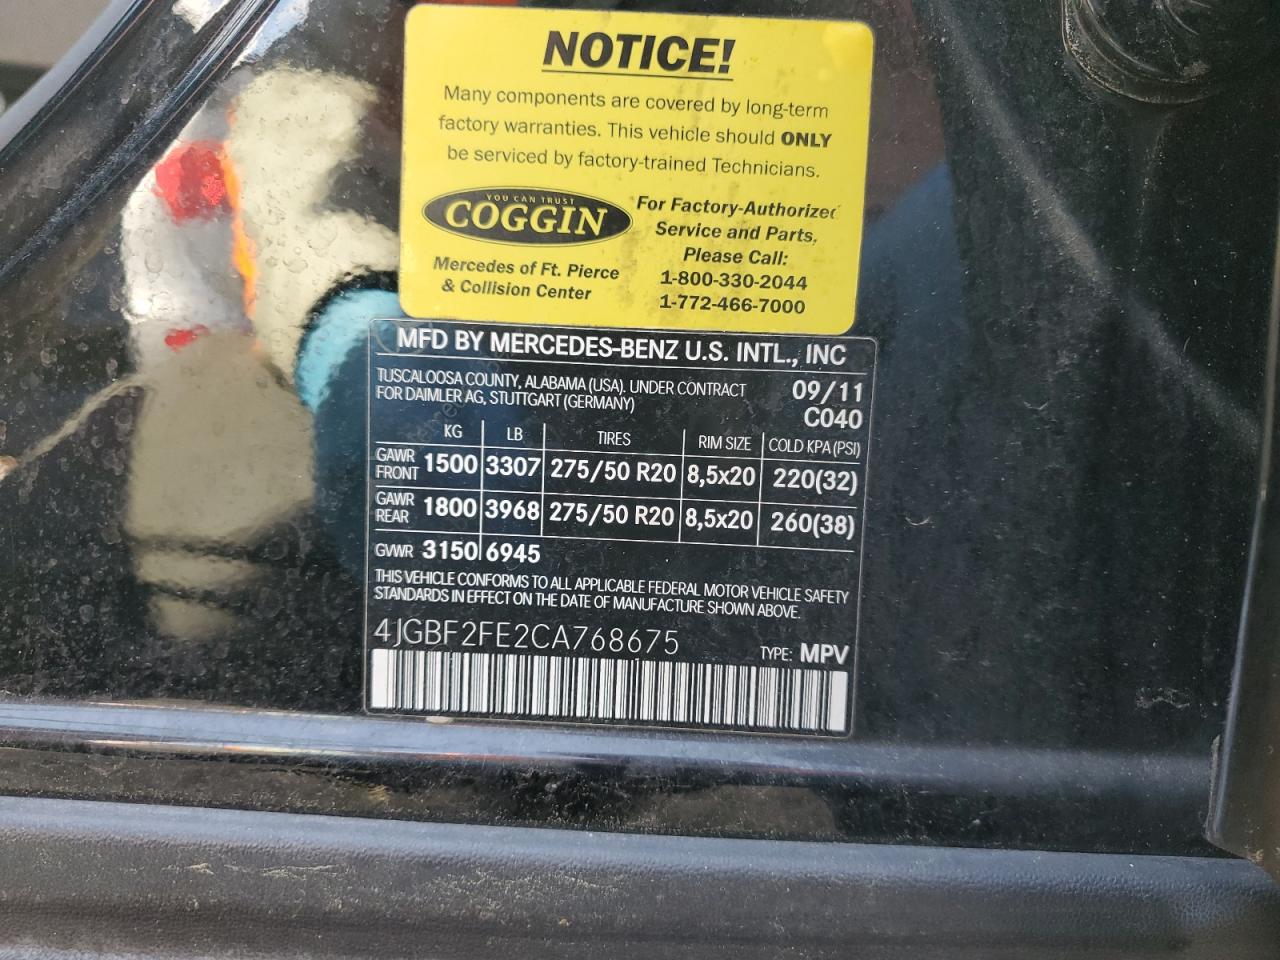 NOTICE!
Many components are covered by long-term
factory warranties. This vehicle should ONLY
be serviced by factory-trained Technicians.
YOU CAN TRUST
COGGIN
Mercedes of Ft. Pierce
& Collision Center
For Factory-Authorized
Service and Parts,
Please Call:
1-800-330-2044
1-772-466-7000
MFD BY MERCEDES-BENZ U.S. INTL., INC
TUSCALOOSA COUNTY, ALABAMA (USA). UNDER CONTRACT
FOR DAIMLER AG, STUTTGART (GERMANY)
09/11
C040
KG LB TIRES RIM SIZE COLD KPA (PSI)
GAWR FRONT 1500 3307 275/50 R20 8,5x20 220(32)
GAWR REAR 1800 3968 275/50 R20 8,5x20 260(38)
GVWR 3150 6945
THIS VEHICLE CONFORMS TO ALL APPLICABLE FEDERAL MOTOR VEHICLE SAFETY
STANDARDS IN EFFECT ON THE DATE OF MANUFACTURE SHOWN ABOVE.
4JGBF2FE2CA768675
TYPE: MPV